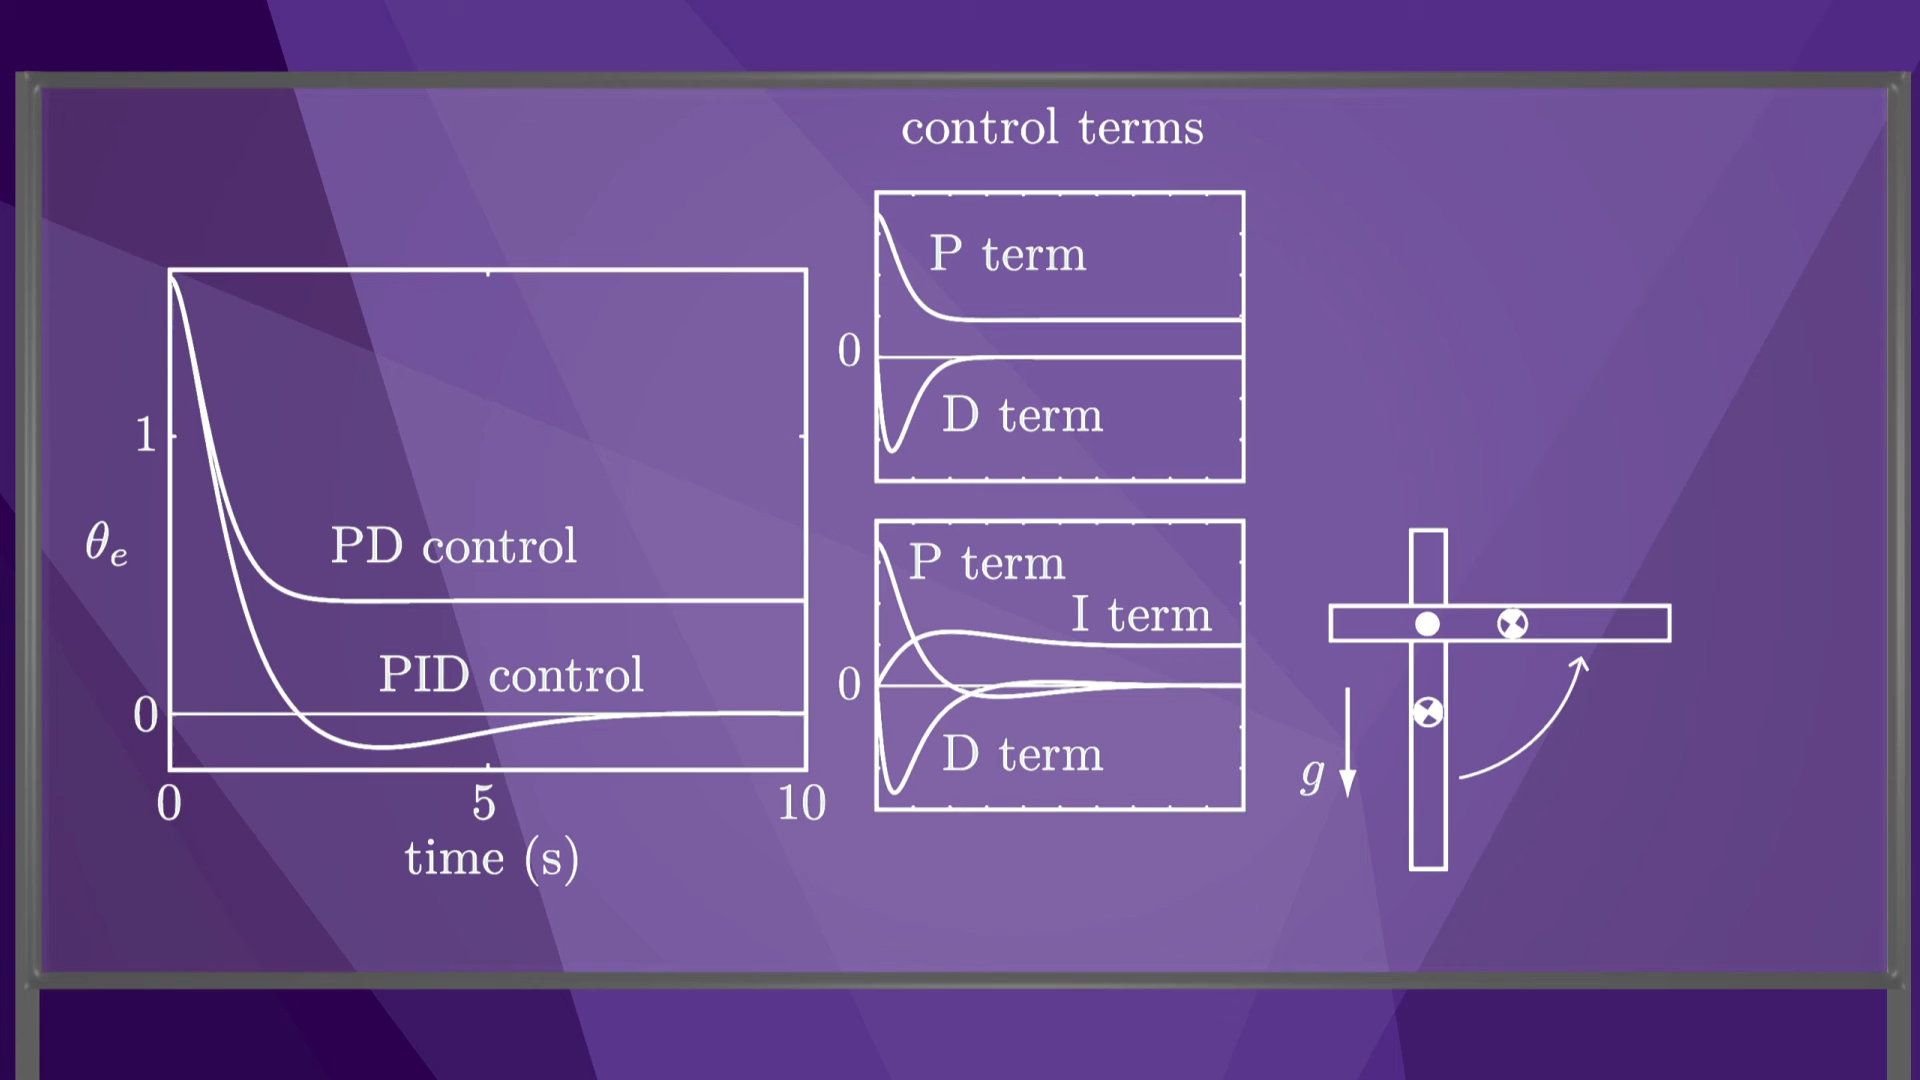 control terms
P term
0
D term
1
θe
PD control
PID control
0
0
5
10
time (s)
P term
I term
0
D term
g